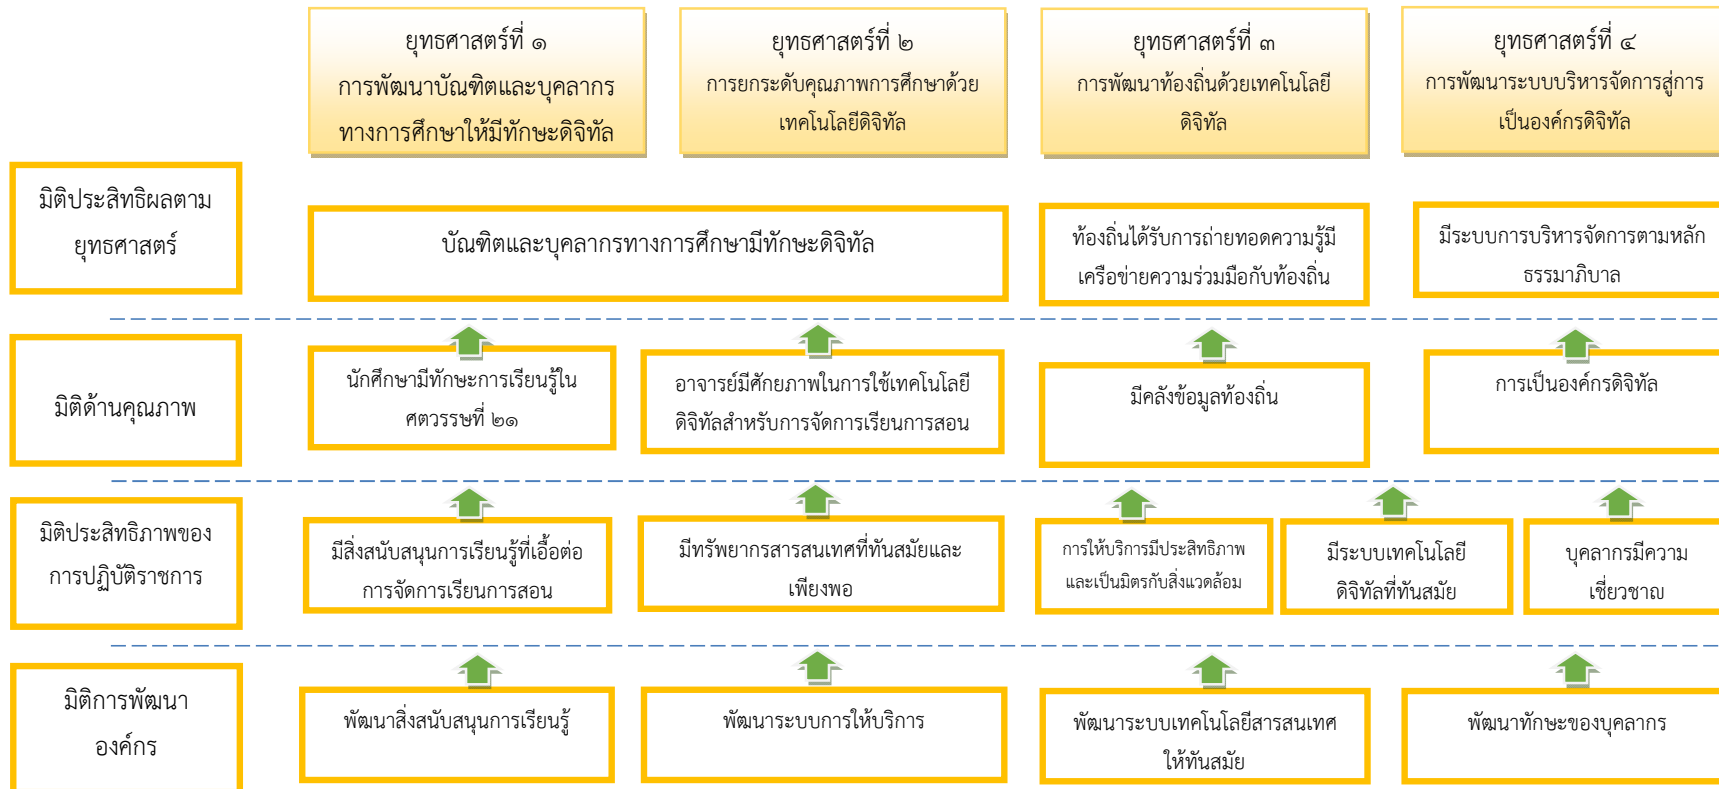 ยุทธศาสตร์ที่ ๑
การพัฒนาบัณฑิตและบุคลากร
ทางการศึกษาให้มีทักษะดิจิทัล
ยุทธศาสตร์ที่ ๒
การยกระดับคุณภาพการศึกษาด้วย
เทคโนโลยีดิจิทัล
ยุทธศาสตร์ที่ ๓
การพัฒนาท้องถิ่นด้วยเทคโนโลยี
ดิจิทัล
ยุทธศาสตร์ที่ ๔
การพัฒนาระบบบริหารจัดการสู่การ
เป็นองค์กรดิจิทัล
มิติประสิทธิผลตาม
ยุทธศาสตร์
บัณฑิตและบุคลากรทางการศึกษามีทักษะดิจิทัล
ท้องถิ่นได้รับการถ่ายทอดความรู้มี
เครือข่ายความร่วมมือกับท้องถิ่น
มีระบบการบริหารจัดการตามหลัก
ธรรมาภิบาล
มิติด้านคุณภาพ
นักศึกษามีทักษะการเรียนรู้ใน
ศตวรรษที่ ๒๑
อาจารย์มีศักยภาพในการใช้เทคโนโลยี
ดิจิทัลสำหรับการจัดการเรียนการสอน
มีคลังข้อมูลท้องถิ่น
การเป็นองค์กรดิจิทัล
มิติประสิทธิภาพของ
การปฏิบัติราชการ
มีสิ่งสนับสนุนการเรียนรู้ที่เอื้อต่อ
การจัดการเรียนการสอน
มีทรัพยากรสารสนเทศที่ทันสมัยและ
เพียงพอ
การให้บริการมีประสิทธิภาพ
และเป็นมิตรกับสิ่งแวดล้อม
มีระบบเทคโนโลยี
ดิจิทัลที่ทันสมัย
บุคลากรมีความ
เชี่ยวชาญ
มิติการพัฒนา
องค์กร
พัฒนาสิ่งสนับสนุนการเรียนรู้
พัฒนาระบบการให้บริการ
พัฒนาระบบเทคโนโลยีสารสนเทศ
ให้ทันสมัย
พัฒนาทักษะของบุคลากร